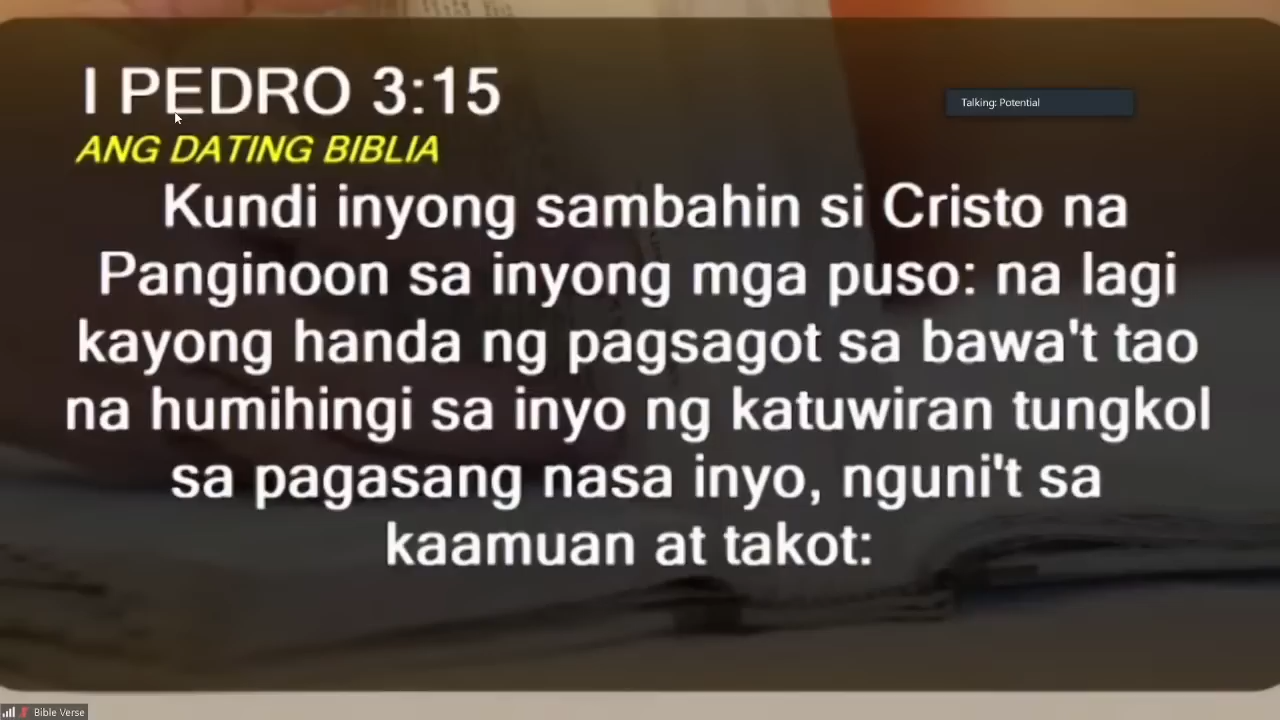 I PEDRO 3:15
Talking: Potential
ANG DATING BIBLIA
Kundi inyong sambahin si Cristo na
Panginoon sa inyong mga puso: na lagi
kayong handa ng pagsagot sa bawa't tao
na humihingi sa inyo ng katuwiran tungkol
sa pagasang nasa inyo, nguni't sa
kaamuan at takot:
Bible Verse